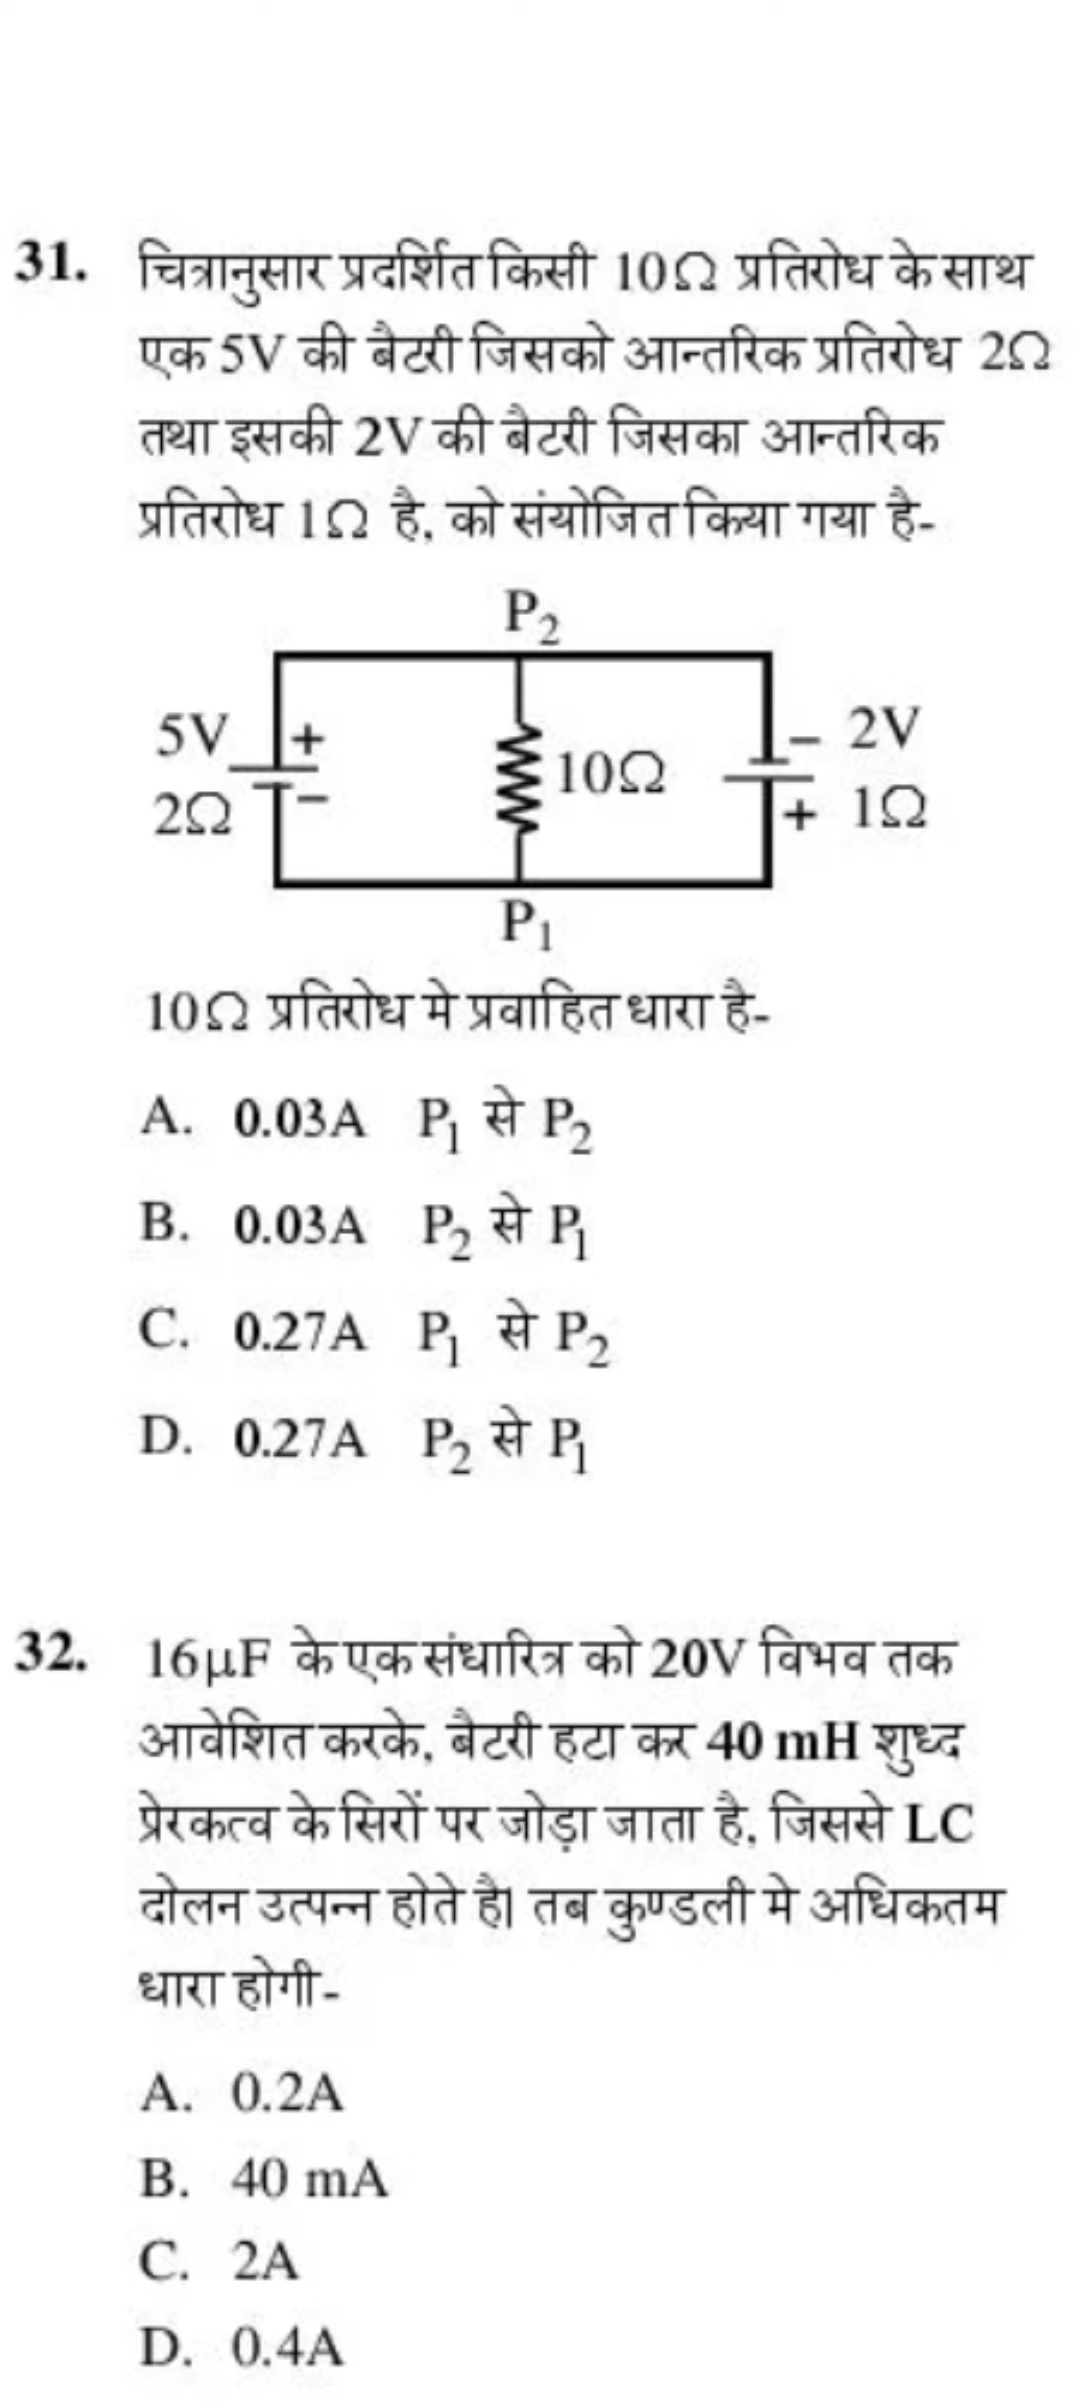 31. चित्रानुसार प्रदर्शित किसी 10Ω प्रतिरोध के साथ
एक 5V की बैटरी जिसको आन्तरिक प्रतिरोध 2Ω
तथा इसकी 2V की बैटरी जिसका आन्तरिक
प्रतिरोध 1Ω है, को संयोजित किया गया है-
P₂
5V + - 2V
10Ω
2Ω - + 1Ω
P₁
10Ω प्रतिरोध मे प्रवाहित धारा है-
A. 0.03A P₁ से P₂
B. 0.03A P₂ से P₁
C. 0.27A P₁ से P₂
D. 0.27A P₂ से P₁
32. 16μF के एक संधारित्र को 20V विभव तक
आवेशित करके, बैटरी हटा कर 40 mH शुध्द
प्रेरकत्व के सिरों पर जोड़ा जाता है, जिससे LC
दोलन उत्पन्न होते है। तब कुण्डली मे अधिकतम
धारा होगी-
A. 0.2A
B. 40 mA
C. 2A
D. 0.4A